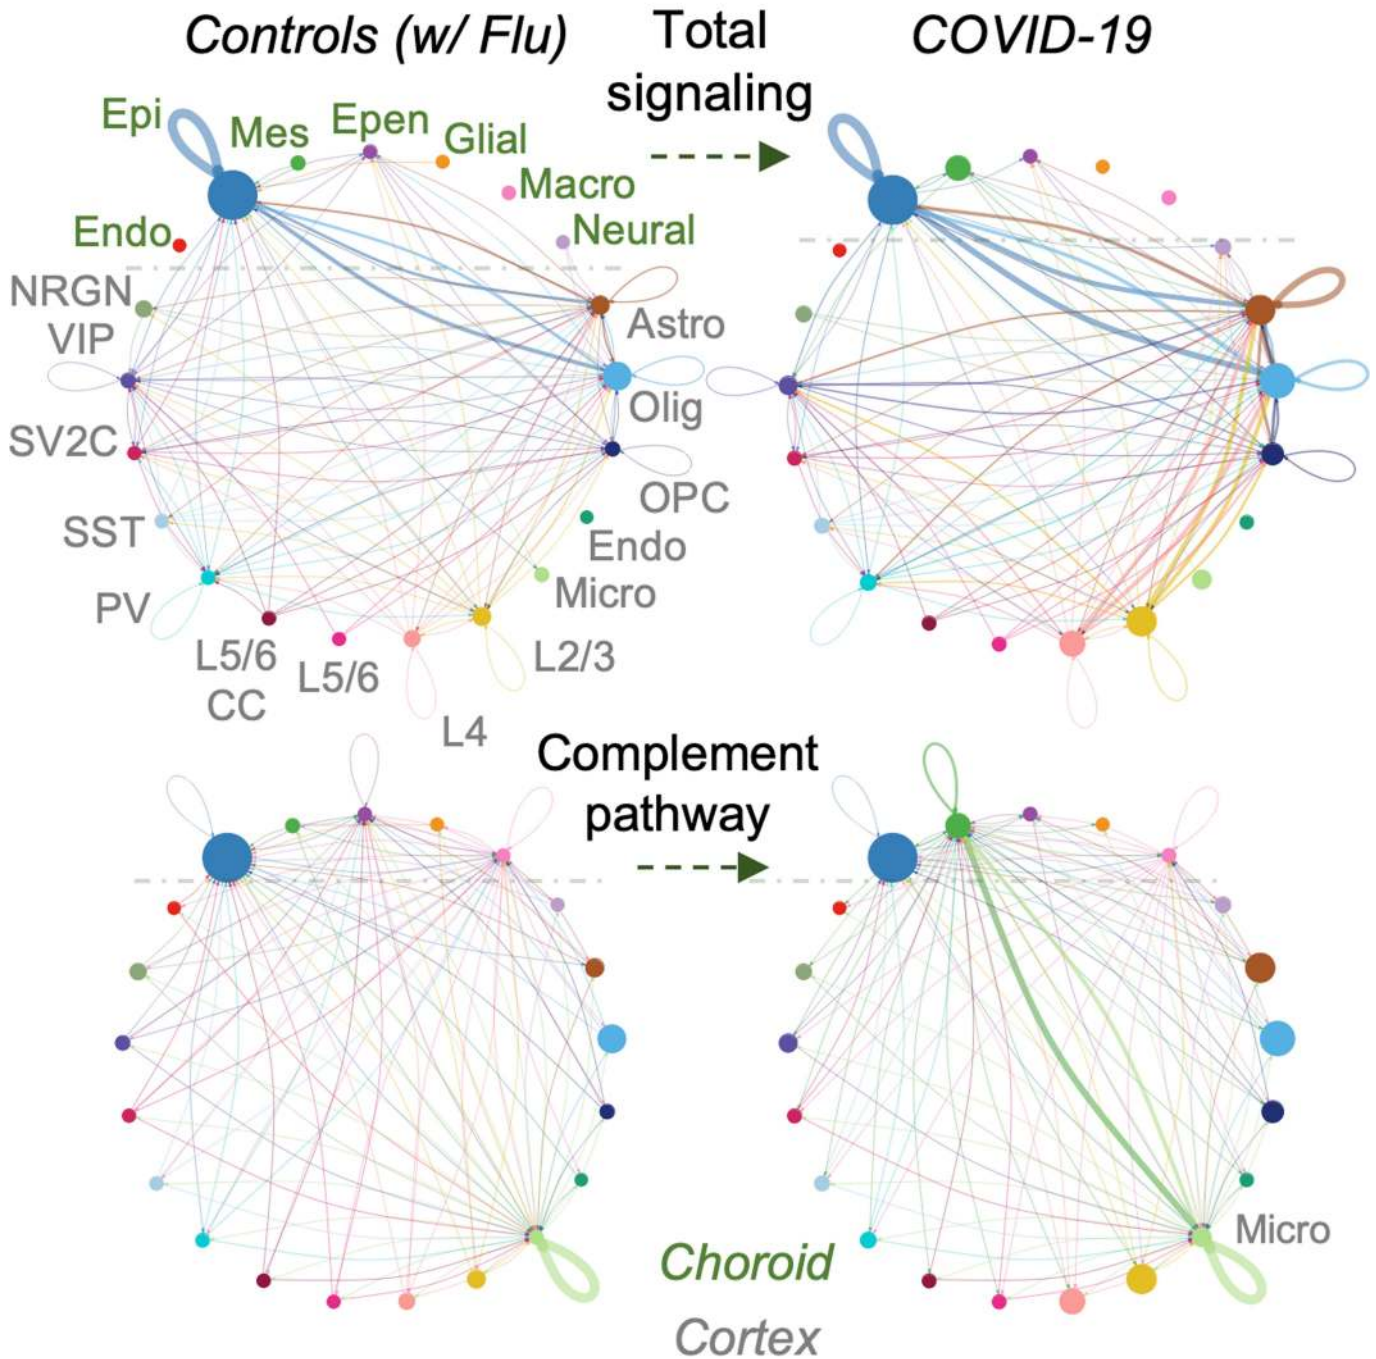 Controls (w/ Flu)
Total
signaling
COVID-19
Epi
Mes
Epen
Glial
Macro
Neural
Endo
NRGN
VIP
SV2C
SST
PV
L5/6
CC
L5/6
L4
L2/3
Micro
Endo
OPC
Olig
Astro
Complement
pathway
Micro
Choroid
Cortex